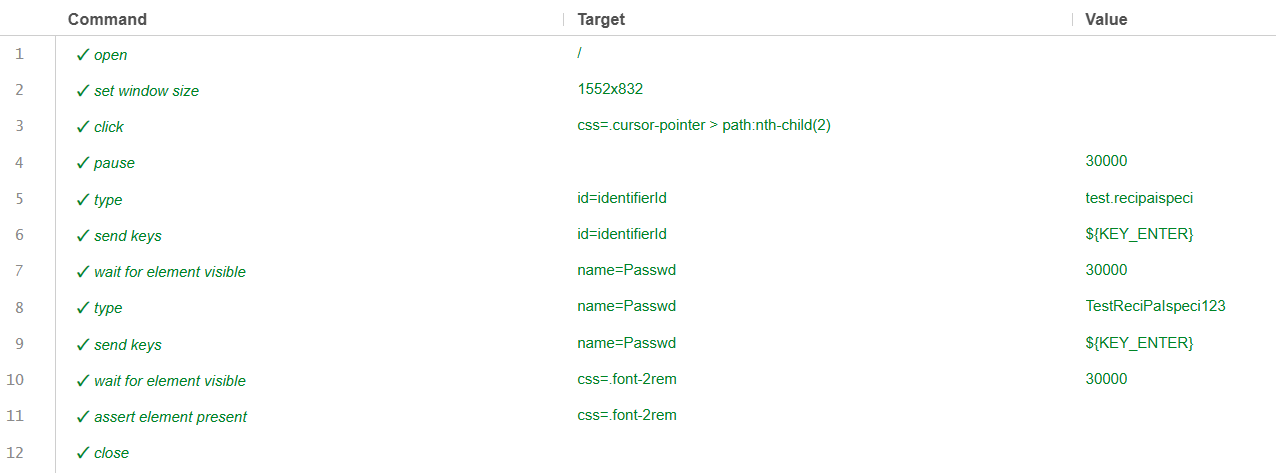 Command Target Value
1 ✓ open /
2 ✓ set window size 1552x832
3 ✓ click css=.cursor-pointer > path:nth-child(2)
4 ✓ pause 30000
5 ✓ type id=identifierId test.recipaispeci
6 ✓ send keys id=identifierId ${KEY_ENTER}
7 ✓ wait for element visible name=Passwd 30000
8 ✓ type name=Passwd TestReciPaIspeci123
9 ✓ send keys name=Passwd ${KEY_ENTER}
10 ✓ wait for element visible css=.font-2rem 30000
11 ✓ assert element present css=.font-2rem
12 ✓ close